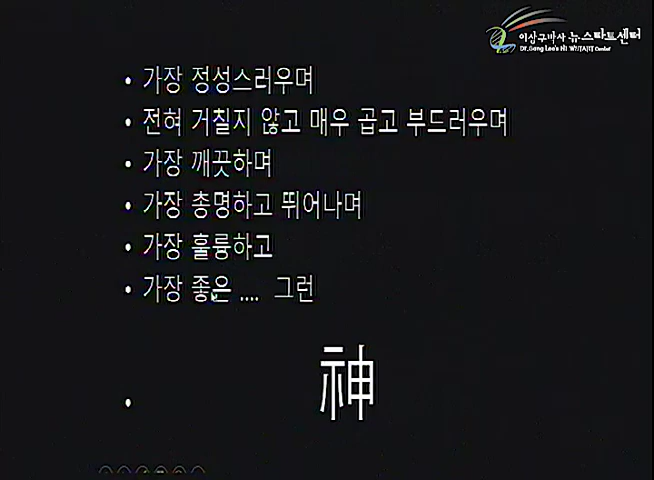 이상구박사 뉴스타트센터
• 가장 정성스러우며
• 전혀 거칠지 않고 매우 곱고 부드러우며
• 가장 깨끗하며
• 가장 총명하고 뛰어나며
• 가장 훌륭하고
• 가장 좋은 .... 그런
• 神